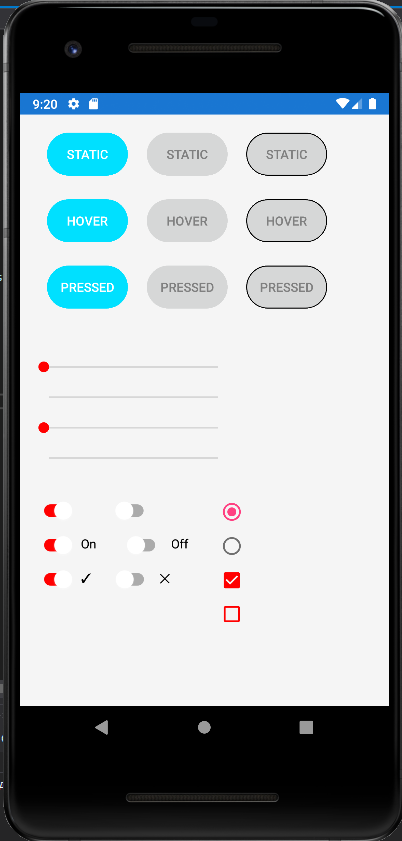 9:20
STATIC STATIC STATIC
HOVER HOVER HOVER
PRESSED PRESSED PRESSED
On Off